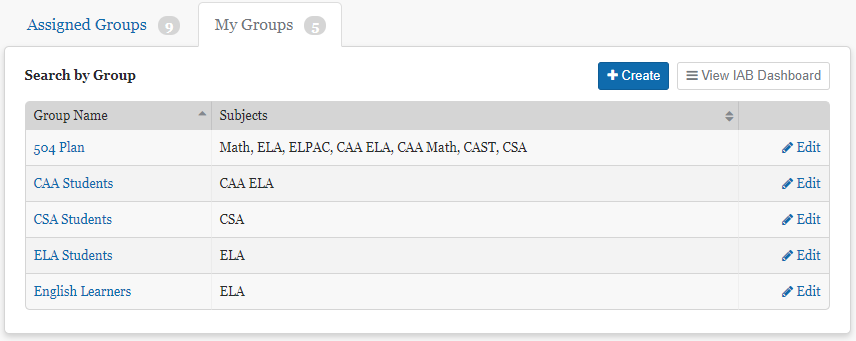 Assigned Groups 9 My Groups 5
Search by Group Create View IAB Dashboard
Group Name Subjects
504 Plan Math, ELA, ELPAC, CAA ELA, CAA Math, CAST, CSA Edit
CAA Students CAA ELA Edit
CSA Students CSA Edit
ELA Students ELA Edit
English Learners ELA Edit